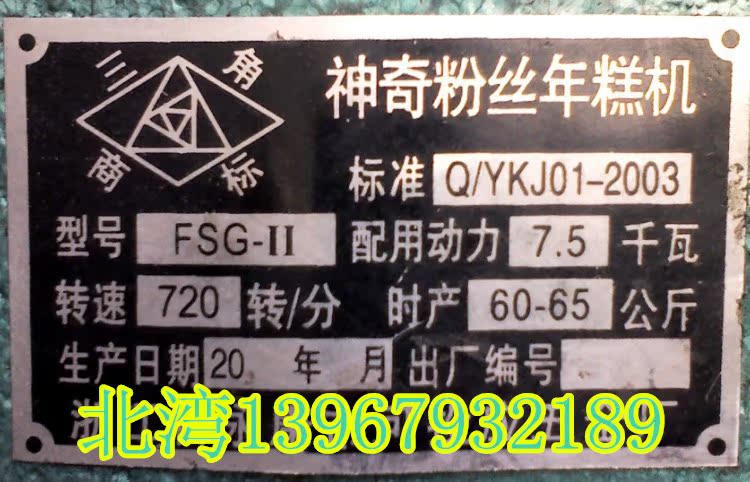 三角
商标
神奇粉丝年糕机
标准 Q/YKJ01-2003
型号 FSG-II 配用动力 7.5 千瓦
转速 720 转/分 时产 60-65 公斤
生产日期 20 年 月 出厂编号
北湾13967932189